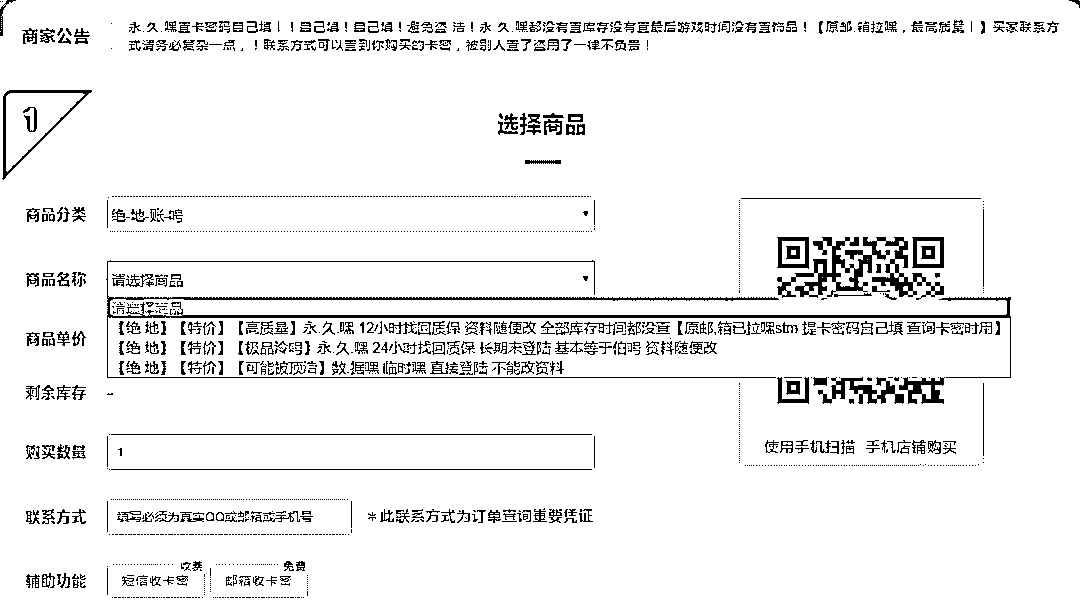 商家公告
永.久.嘿查卡密码自己填！！自己填！自己填！避免盗 洁！永 久.嘿都没有查库存没有查最后游戏时间没有查饰品！【原邮.箱拉嘿，最高质量！】买家联系方
式请务必复杂一点，！联系方式可以查到你购买的卡密，被别人查了盗用了一律不负责！
1
选择商品
商品分类
绝-地-账-号
商品名称
请选择商品
请选择商品
商品单价
【绝 地】【特价】【高质量】永.久.嘿 12小时找回质保 资料随便改 全部库存时间都没查【原邮.箱已拉嘿stm 提卡密码自己填 查询卡密时用】
【绝 地】【特价】【极品泠号】永.久.嘿 24小时找回质保 长期未登陆 基本等于伯号 资料随便改
【绝 地】【特价】【可能被顶洁】数.据嘿 临时嘿 直接登陆 不能改资料
剩余库存
-
购买数量
1
使用手机扫描 手机店铺购买
联系方式
填写必须为真实QQ或邮箱或手机号
＊此联系方式为订单查询重要凭证
辅助功能
短信收卡密
收费
邮箱收卡密
免费